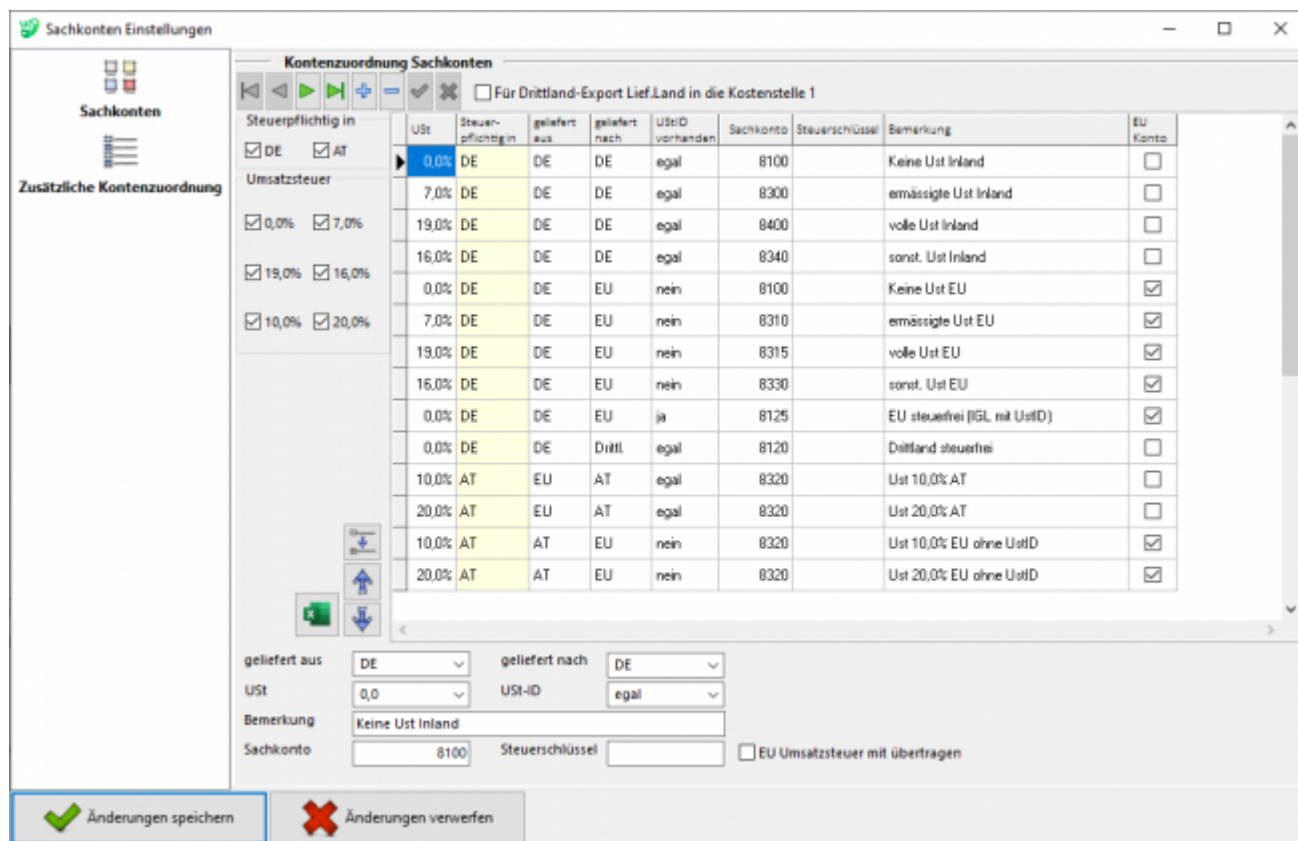 Sachkonten Einstellungen
Sachkonten
Zusätzliche Kontenzuordnung
Kontenzuordnung Sachkonten
Für Drittland-Export Lief.Land in die Kostenstelle 1
Steuerpflichtig in
DE AT
Umsatzsteuer
0,0% 7,0%
19,0% 16,0%
10,0% 20,0%
USt Steuer-pflichtig in geliefert aus geliefert nach UStID vorhanden Sachkonto Steuerschlüssel Bemerkung EU Konto
0,0% DE DE DE egal 8100 Keine Ust Inland
7,0% DE DE DE egal 8300 ermässigte Ust Inland
19,0% DE DE DE egal 8400 volle Ust Inland
16,0% DE DE DE egal 8340 sonst. Ust Inland
0,0% DE DE EU nein 8100 Keine Ust EU
7,0% DE DE EU nein 8310 ermässigte Ust EU
19,0% DE DE EU nein 8315 volle Ust EU
16,0% DE DE EU nein 8330 sonst. Ust EU
0,0% DE DE EU ja 8125 EU steuerfrei (IGL mit UstID)
0,0% DE DE Drittl. egal 8120 Drittland steuerfrei
10,0% AT EU AT egal 8320 Ust 10,0% AT
20,0% AT EU AT egal 8320 Ust 20,0% AT
10,0% AT AT EU nein 8320 Ust 10,0% EU ohne UstID
20,0% AT AT EU nein 8320 Ust 20,0% EU ohne UstID
geliefert aus DE geliefert nach DE
USt 0,0 USt-ID egal
Bemerkung Keine Ust Inland
Sachkonto 8100 Steuerschlüssel EU Umsatzsteuer mit übertragen
Änderungen speichern Änderungen verwerfen